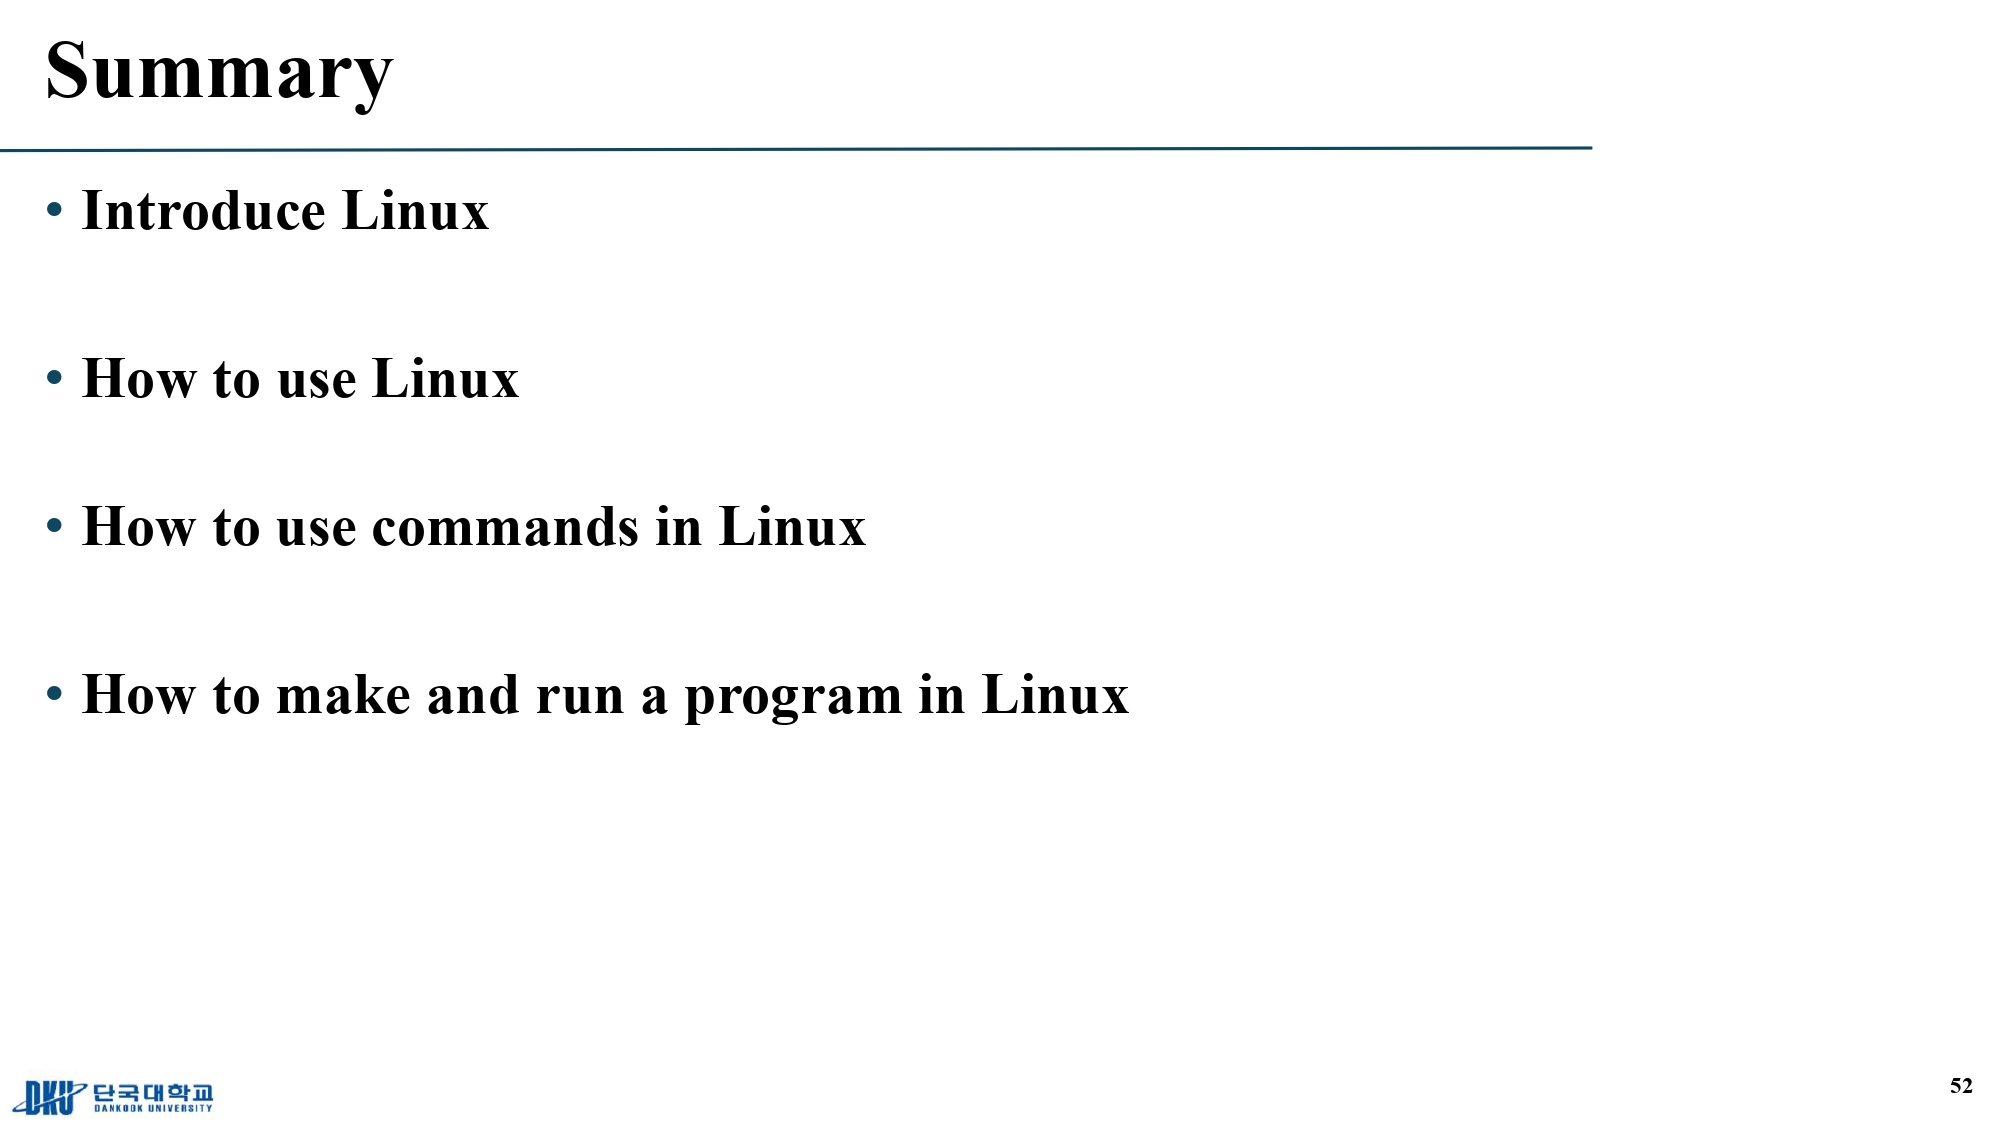 Summary
• Introduce Linux
• How to use Linux
• How to use commands in Linux
• How to make and run a program in Linux
DKU 단국대학교
DANKOOK UNIVERSITY
52